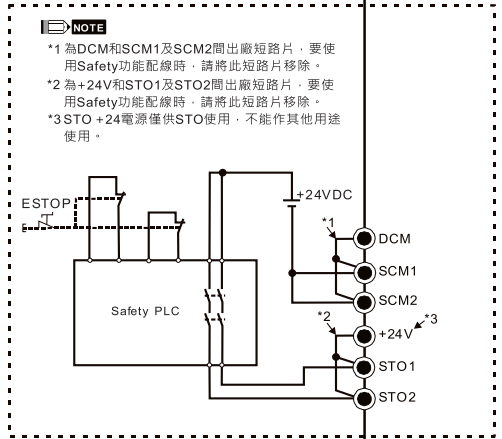 NOTE
*1 為DCM和SCM1及SCM2間出廠短路片，要使
用Safety功能配線時，請將此短路片移除。
*2 為+24V和STO1及STO2間出廠短路片，要使
用Safety功能配線時，請將此短路片移除。
*3 STO +24電源僅供STO使用，不能作其他用途
使用。
ESTOP
+24VDC
*1
DCM
SCM1
SCM2
Safety PLC
*2
+24V
*3
STO1
STO2